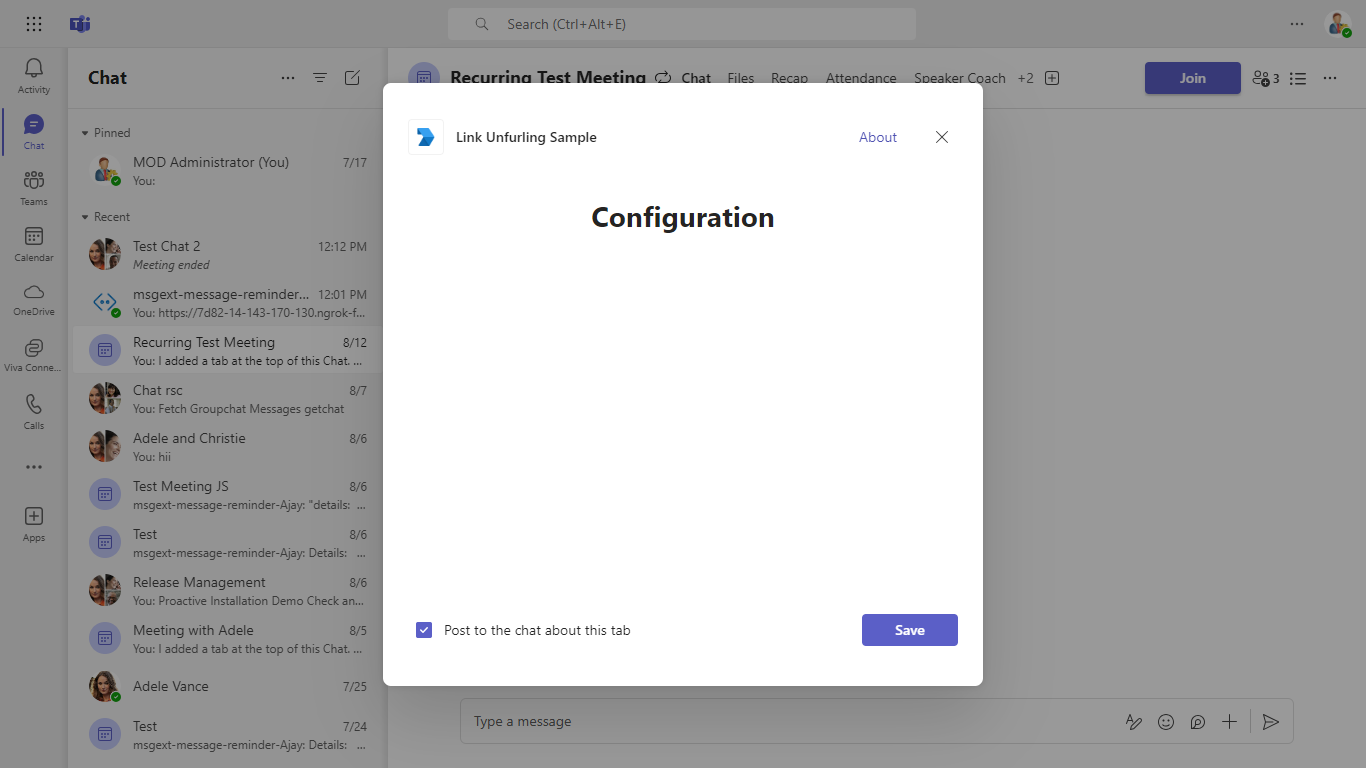 Search (Ctrl+Alt+E)
Activity
Chat
Teams
Calendar
OneDrive
Viva Conne...
Calls
Apps
Chat
Pinned
MOD Administrator (You) 7/17
You:
Recent
Test Chat 2 12:12 PM
Meeting ended
msgext-message-reminder... 12:01 PM
You: https://7d82-14-143-170-130.ngrok-f...
Recurring Test Meeting 8/12
You: I added a tab at the top of this Chat. ...
Chat rsc 8/7
You: Fetch Groupchat Messages getchat
Adele and Christie 8/6
You: hii
Test Meeting JS 8/6
msgext-message-reminder-Ajay: "details: ...
Test 8/6
msgext-message-reminder-Ajay: Details: ...
Release Management 8/6
You: Proactive Installation Demo Check an...
Meeting with Adele 8/5
You: I added a tab at the top of this Chat. ...
Adele Vance 7/25
Test 7/24
msgext-message-reminder-Ajay: Details: ...
Recurring Test Meeting Chat Files Recap Attendance Speaker Coach +2 Join 3
Link Unfurling Sample About
Configuration
Post to the chat about this tab Save
Type a message